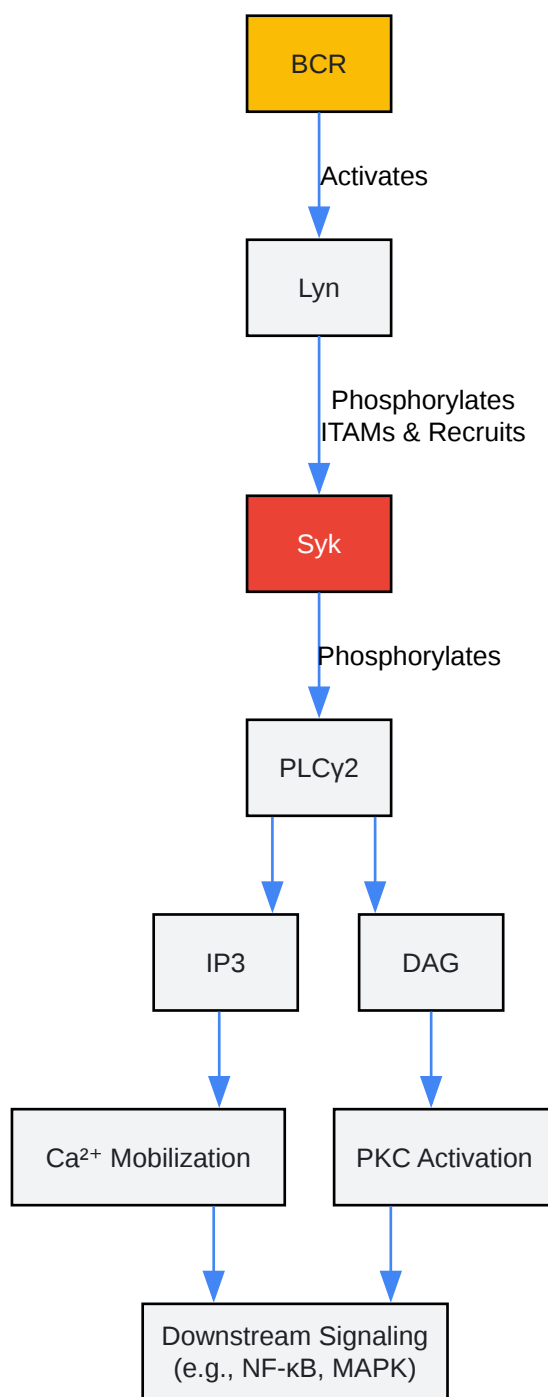 BCR
Activates
Lyn
Phosphorylates
ITAMs & Recruits
Syk
Phosphorylates
PLCγ2
IP3
DAG
Ca²⁺ Mobilization
PKC Activation
Downstream Signaling
(e.g., NF-κB, MAPK)